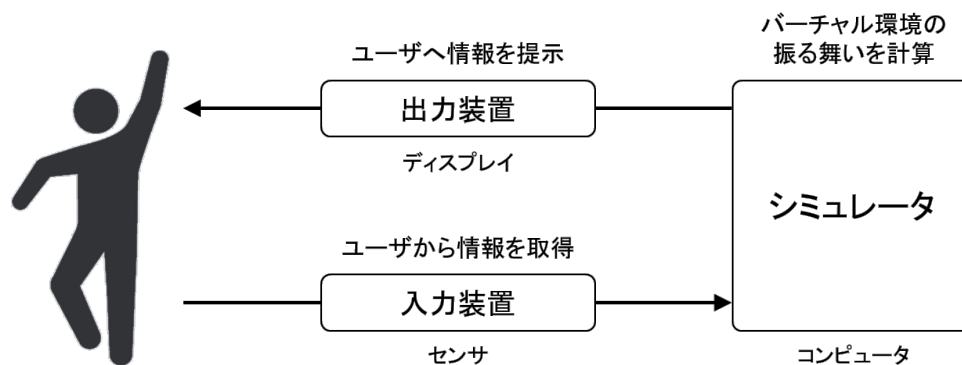 バーチャル環境の
振る舞いを計算
ユーザへ情報を提示
出力装置
ディスプレイ
シミュレータ
ユーザから情報を取得
入力装置
センサ
コンピュータ